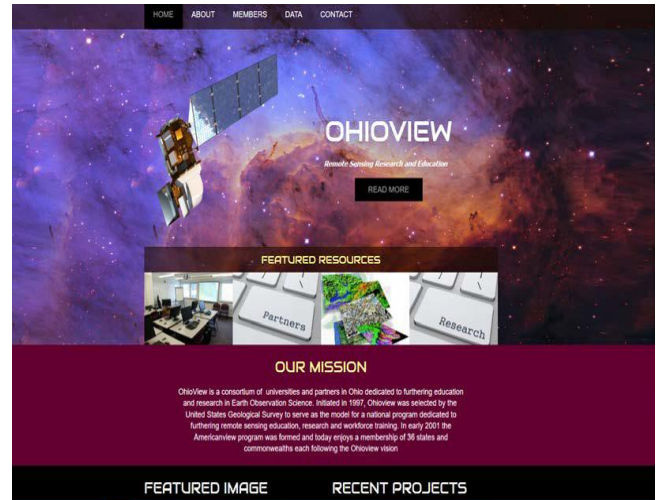 HOME ABOUT MEMBERS DATA CONTACT
OHIOVIEW
Remote Sensing Research and Education
READ MORE
FEATURED RESOURCES
Partners
Research
OUR MISSION
OhioView is a consortium of universities and partners in Ohio dedicated to furthering education
and research in Earth Observation Science. Initiated in 1997, Ohioview was selected by the
United States Geological Survey to serve as the model for a national program dedicated to
furthering remote sensing education, research and workforce training. In early 2001 the
Americanview program was formed and today enjoys a membership of 36 states and
commonwealths each following the Ohioview vision
FEATURED IMAGE RECENT PROJECTS